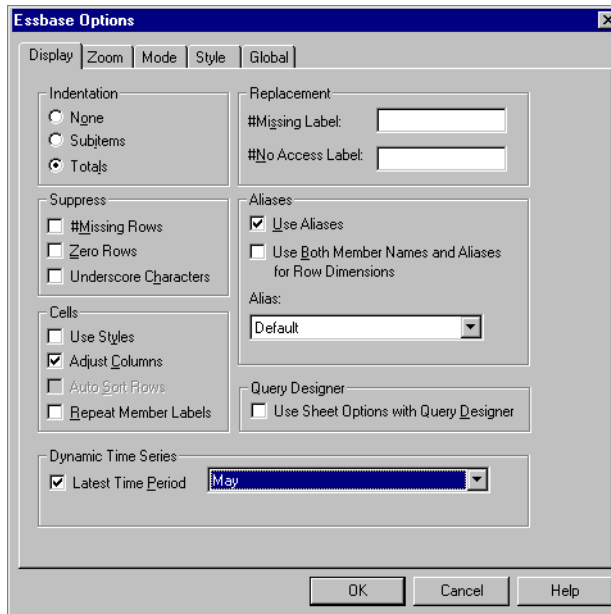 Essbase Options
Display Zoom Mode Style Global
Indentation
None
Subitems
Totals
Replacement
#Missing Label:
#No Access Label:
Suppress
#Missing Rows
Zero Rows
Underscore Characters
Aliases
Use Aliases
Use Both Member Names and Aliases
for Row Dimensions
Alias:
Default
Cells
Use Styles
Adjust Columns
Auto Sort Rows
Repeat Member Labels
Query Designer
Use Sheet Options with Query Designer
Dynamic Time Series
Latest Time Period May
OK Cancel Help